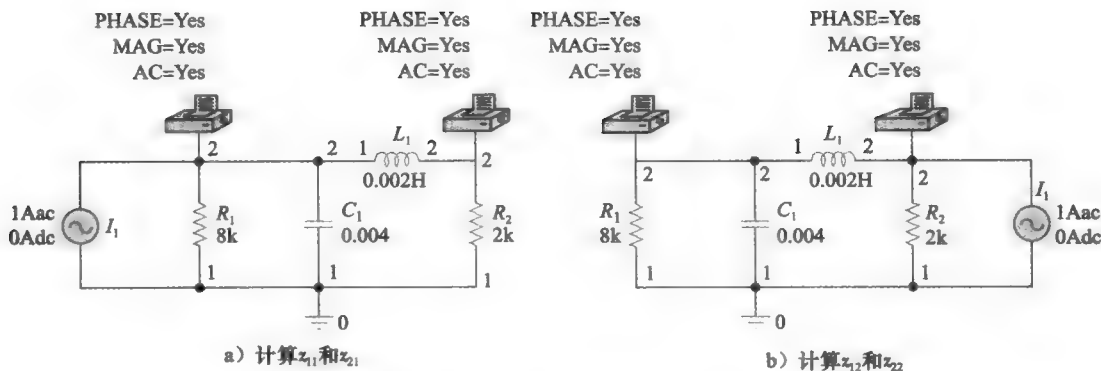 PHASE=Yes
MAG=Yes
AC=Yes
PHASE=Yes
MAG=Yes
AC=Yes
2
2
1
L₁
2
2
0.002H
1Aac
0Adc
I₁
R₁
8k
C₁
0.004
R₂
2k
1
1
1
0
a）计算z₁₁和z₂₁
PHASE=Yes
MAG=Yes
AC=Yes
PHASE=Yes
MAG=Yes
AC=Yes
2
2
1
L₁
2
2
0.002H
R₁
8k
C₁
0.004
R₂
2k
I₁
1Aac
0Adc
1
1
1
0
b）计算z₁₂和z₂₂